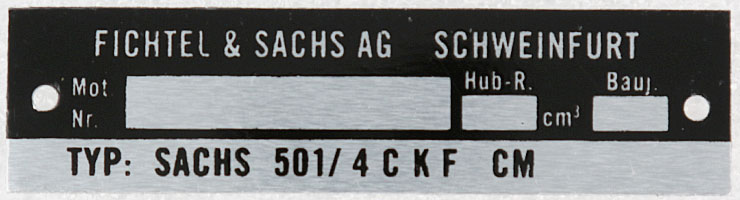 FICHTEL & SACHS AG SCHWEINFURT
Mot Hub-R. Bauj.
Nr. cm³
TYP: SACHS 501/4 C K F CM